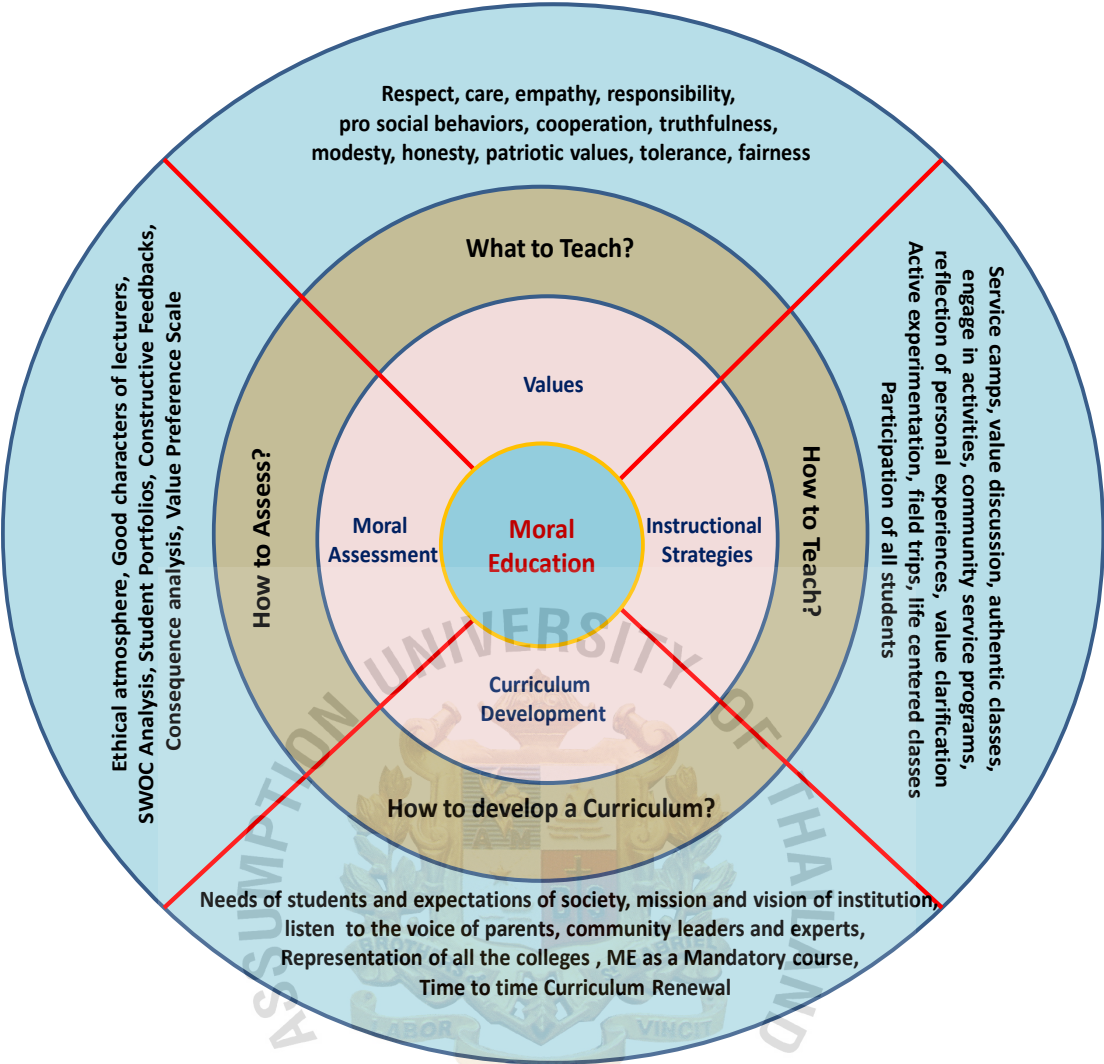 Respect, care, empathy, responsibility,
pro social behaviors, cooperation, truthfulness,
modesty, honesty, patriotic values, tolerance, fairness
What to Teach?
Values
Ethical atmosphere, Good characters of lecturers,
SWOC Analysis, Student Portfolios, Constructive Feedbacks,
Consequence analysis, Value Preference Scale
How to Assess?
Moral
Assessment
Moral
Education
Instructional
Strategies
How to Teach?
Service camps, value discussion, authentic classes,
engage in activities, community service programs,
reflection of personal experiences, value clarification
Active experimentation, field trips, life centered classes
Participation of all students
Curriculum
Development
How to develop a Curriculum?
Needs of students and expectations of society, mission and vision of institution,
listen to the voice of parents, community leaders and experts,
Representation of all the colleges , ME as a Mandatory course,
Time to time Curriculum Renewal
ASSUMPTION UNIVERSITY OF THAILAND
LABOR
VINCIT